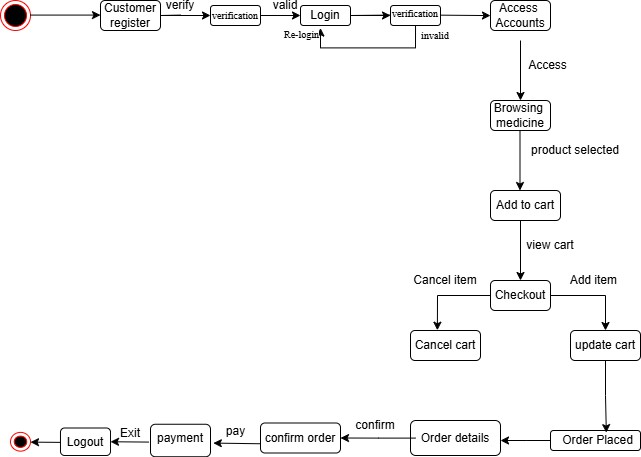 Customer
register
verify
verification
valid
Login
verification
Access
Accounts
Re-login
invalid
Access
Browsing
medicine
product selected
Add to cart
view cart
Cancel item
Add item
Checkout
Cancel cart
update cart
Order Placed
Order details
confirm
confirm order
pay
payment
Exit
Logout